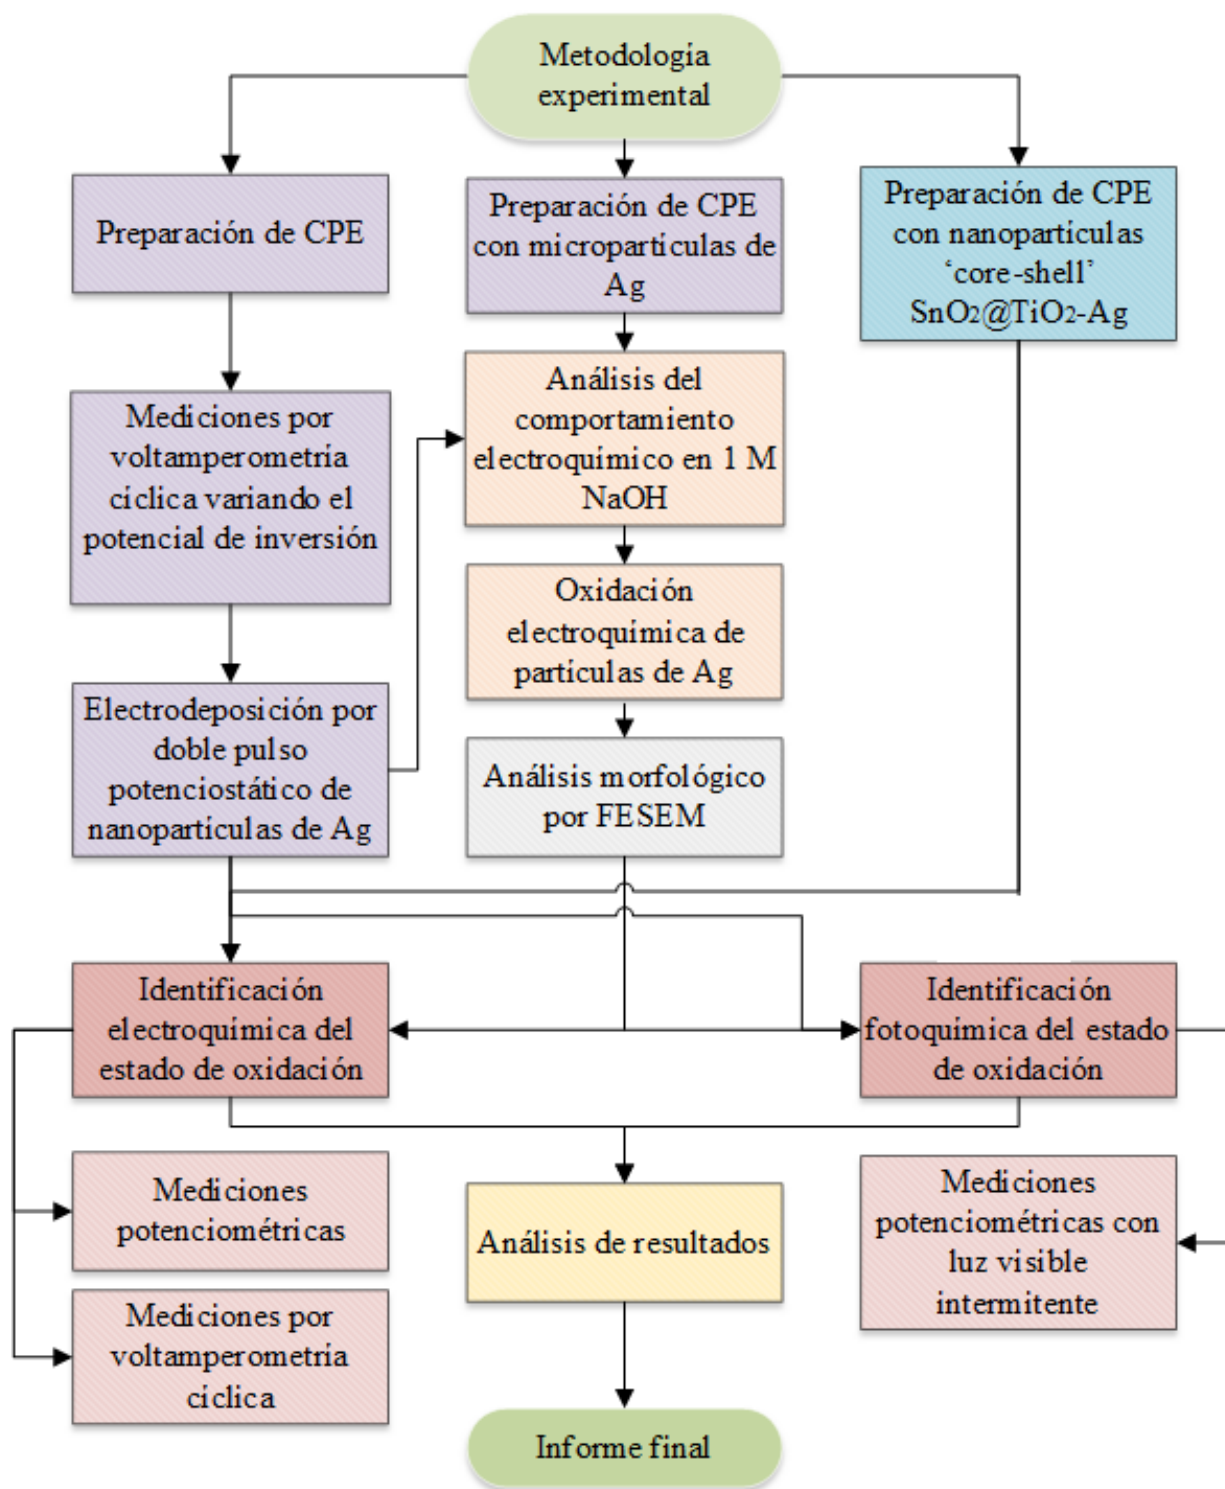 Metodología
experimental
Preparación de CPE
Preparación de CPE
con micropartículas de
Ag
Preparación de CPE
con nanopartículas
‘core-shell’
SnO2@TiO2-Ag
Mediciones por
voltamperometría
cíclica variando el
potencial de inversión
Análisis del
comportamiento
electroquímico en 1 M
NaOH
Oxidación
electroquímica de
partículas de Ag
Electrodeposición por
doble pulso
potenciostático de
nanopartículas de Ag
Análisis morfológico
por FESEM
Identificación
electroquímica del
estado de oxidación
Identificación
fotoquímica del estado
de oxidación
Mediciones
potenciométricas
Mediciones por
voltamperometría
cíclica
Análisis de resultados
Mediciones
potenciométricas con
luz visible
intermitente
Informe final